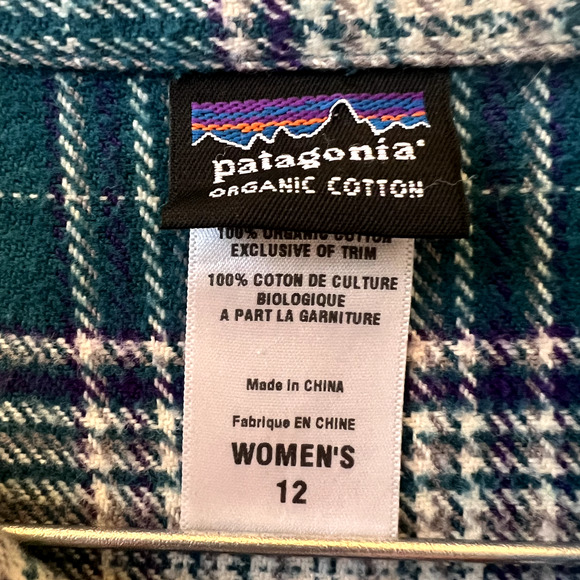 patagonia®
ORGANIC COTTON
100% ORGANIC COTTON
EXCLUSIVE OF TRIM
100% COTON DE CULTURE
BIOLOGIQUE
A PART LA GARNITURE
Made in CHINA
Fabrique EN CHINE
WOMEN'S
12